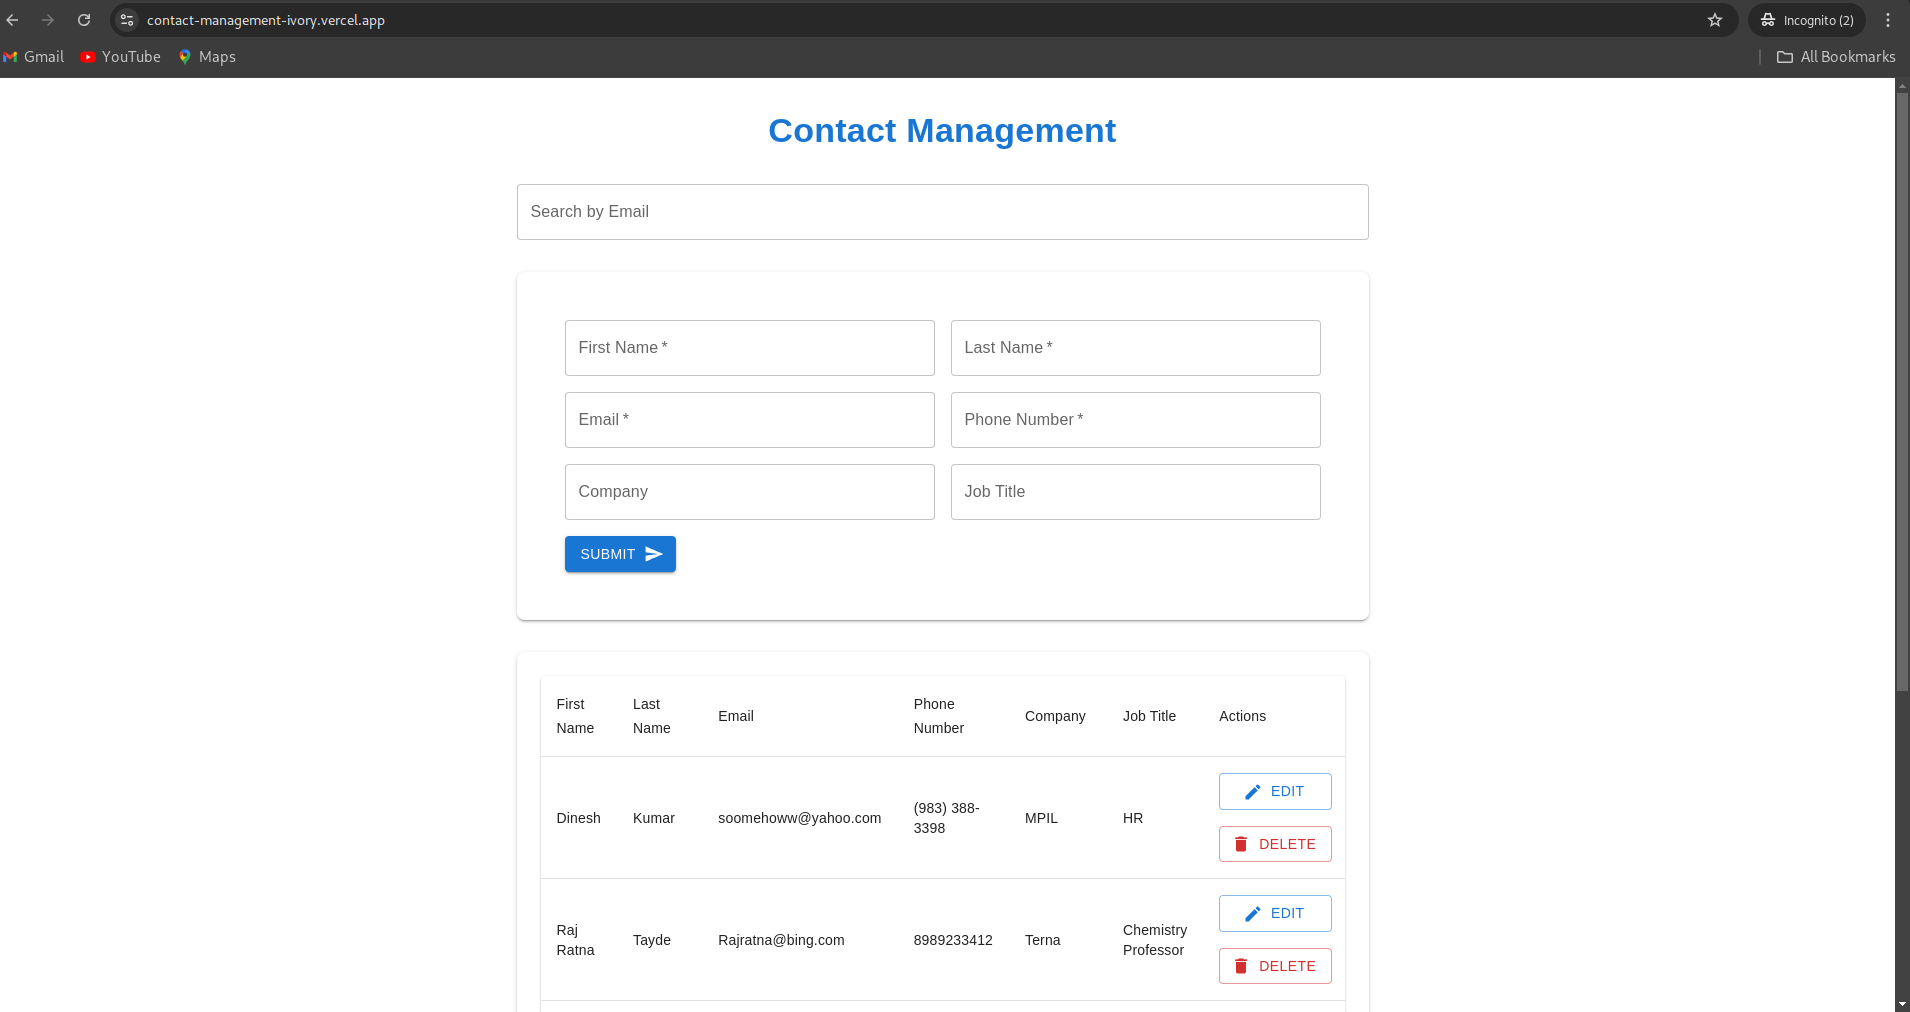 contact-management-ivory.vercel.app
Incognito (2)
Gmail
YouTube
Maps
All Bookmarks
Contact Management
Search by Email
First Name *
Last Name *
Email *
Phone Number *
Company
Job Title
SUBMIT
First Name
Last Name
Email
Phone Number
Company
Job Title
Actions
Dinesh
Kumar
soomehoww@yahoo.com
(983) 388-
3398
MPIL
HR
EDIT
DELETE
Raj
Ratna
Tayde
Rajratna@bing.com
8989233412
Terna
Chemistry
Professor
EDIT
DELETE